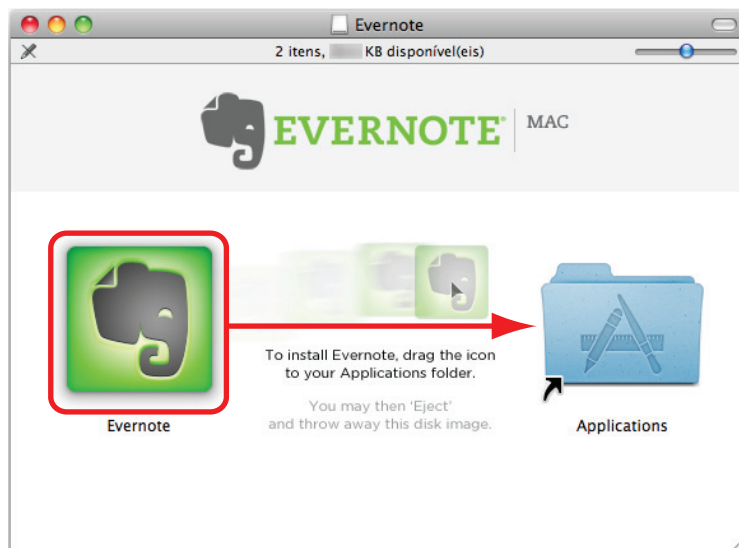 Evernote
2 itens, KB disponível(eis)
EVERNOTE® MAC
To install Evernote, drag the icon
to your Applications folder.
You may then 'Eject'
and throw away this disk image.
Evernote
Applications